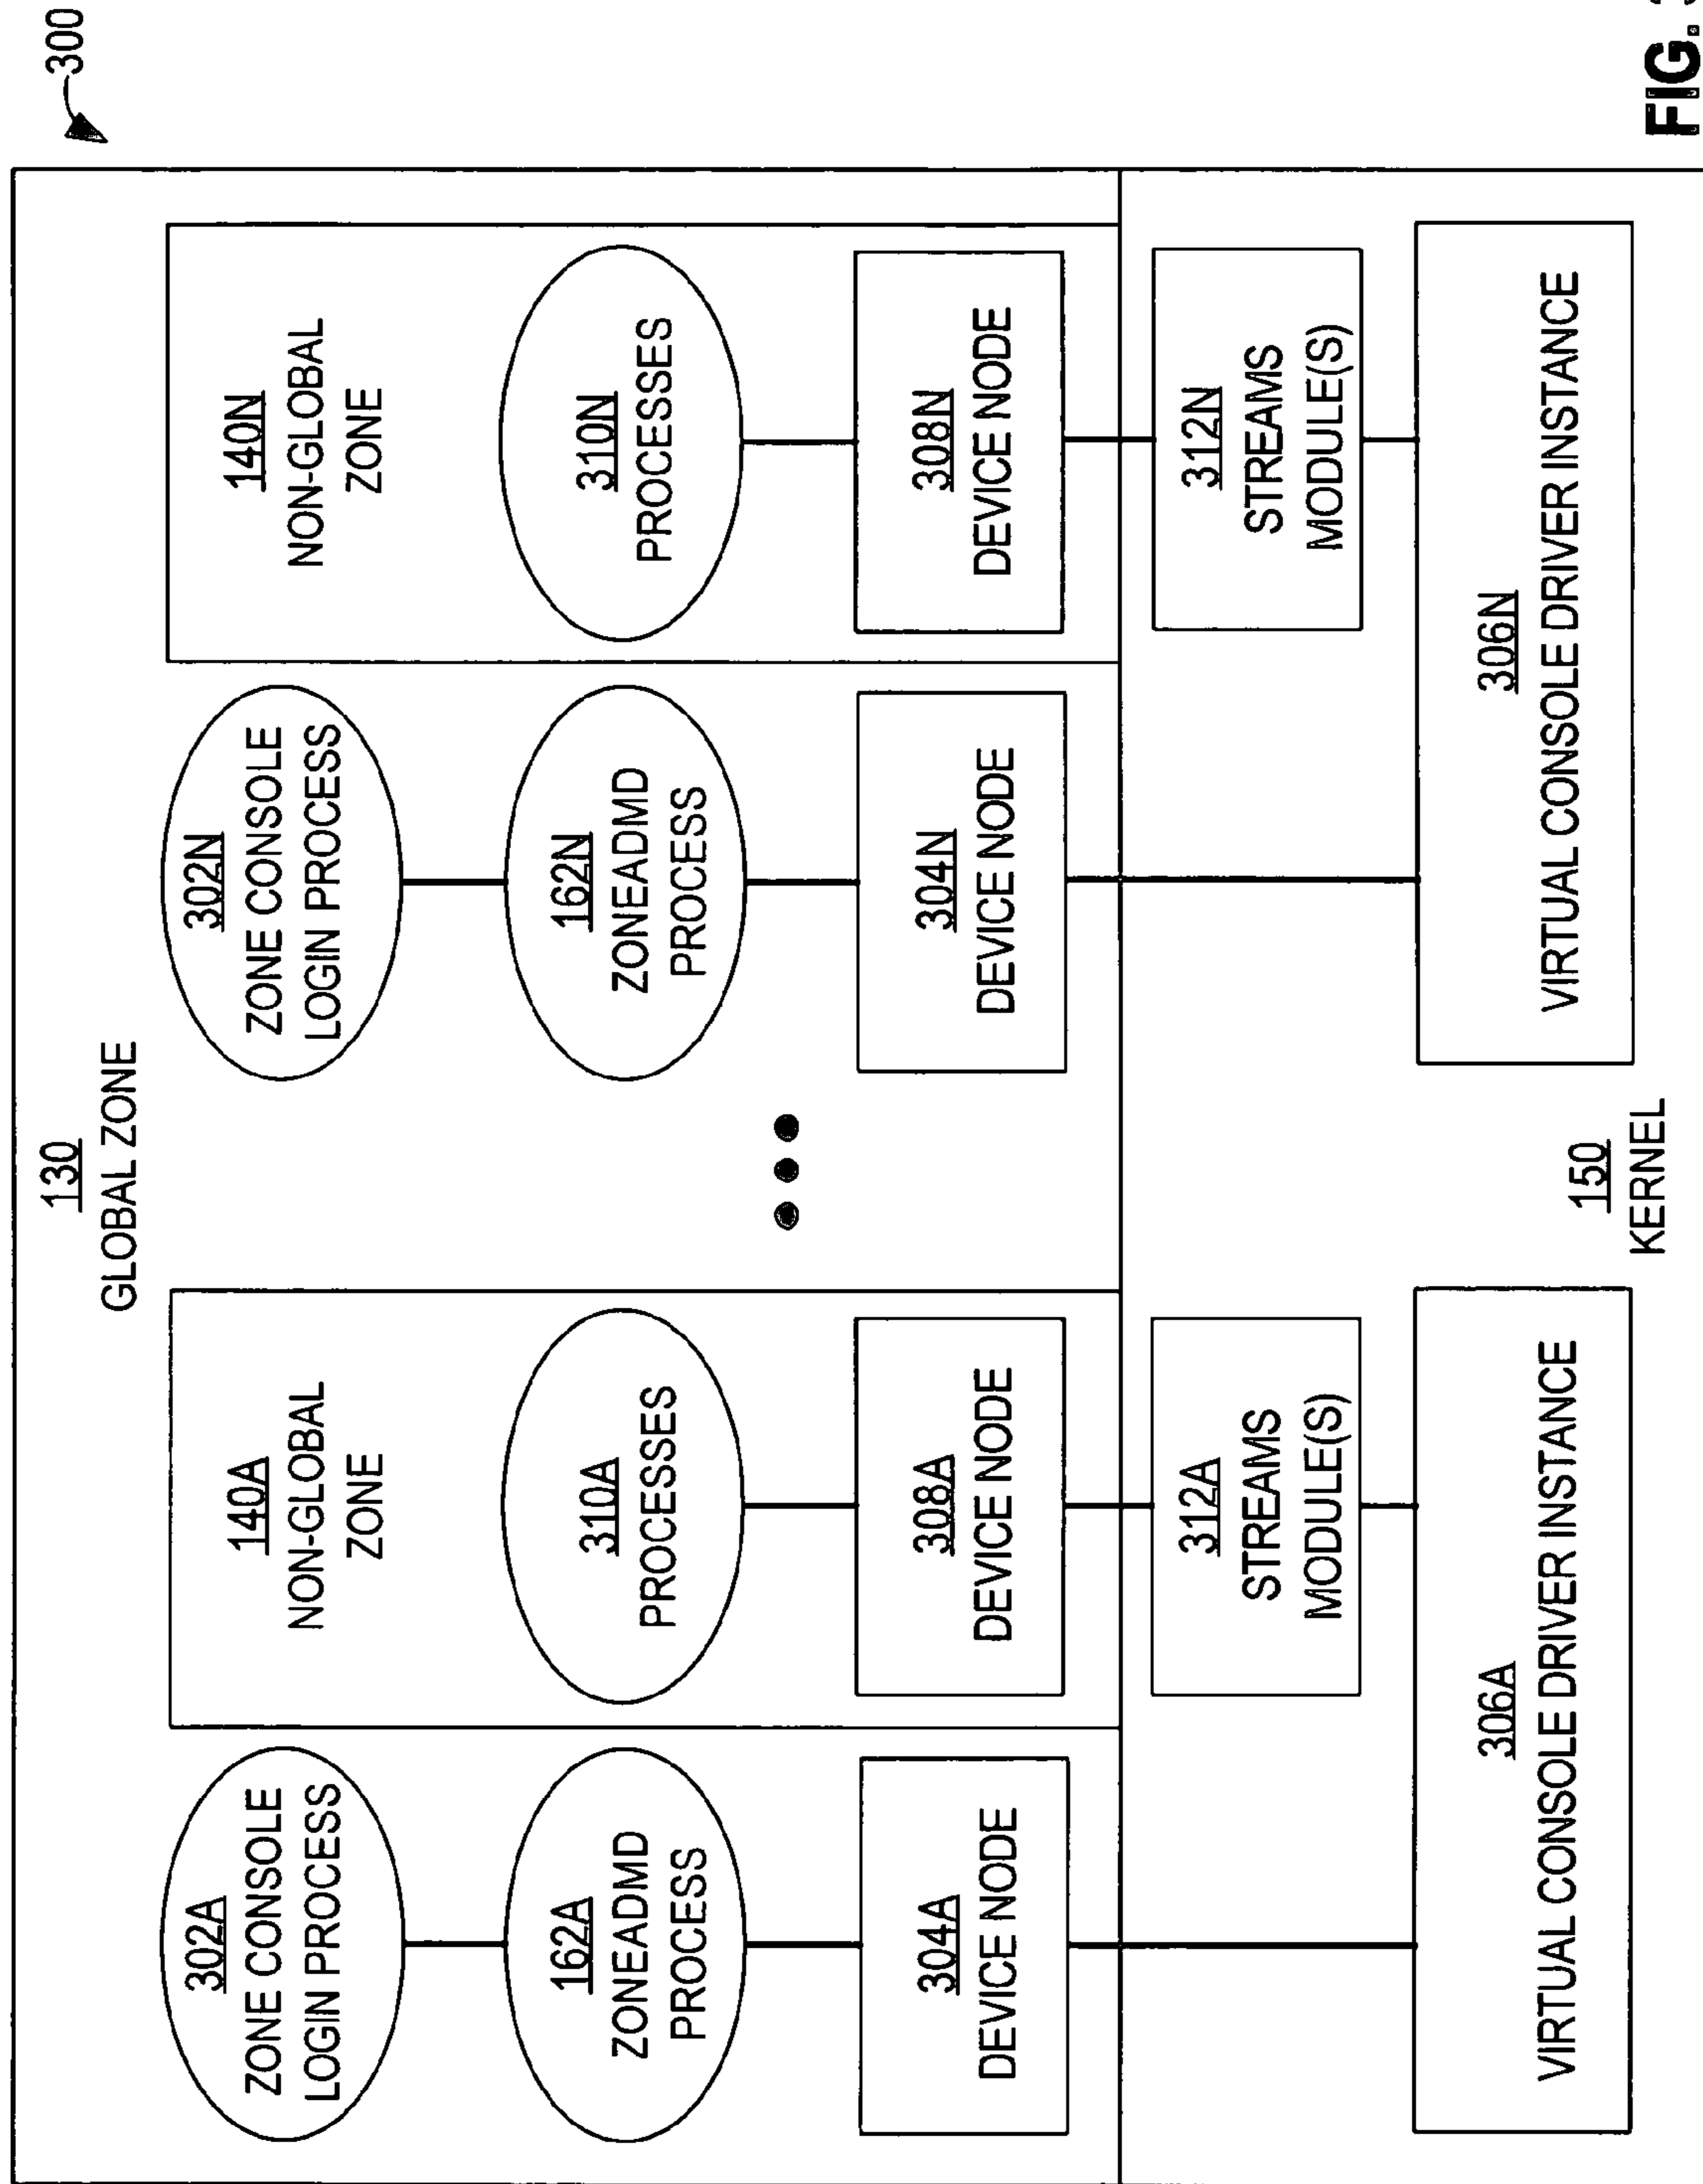 300
130
GLOBAL ZONE
302A
ZONE CONSOLE
LOGIN PROCESS
140A
NON-GLOBAL
ZONE
302N
ZONE CONSOLE
LOGIN PROCESS
140N
NON-GLOBAL
ZONE
162A
ZONEADMD
PROCESS
310A
PROCESSES
162N
ZONEADMD
PROCESS
310N
PROCESSES
304A
DEVICE NODE
308A
DEVICE NODE
304N
DEVICE NODE
308N
DEVICE NODE
312A
STREAMS
MODULE(S)
312N
STREAMS
MODULE(S)
306A
VIRTUAL CONSOLE DRIVER INSTANCE
306N
VIRTUAL CONSOLE DRIVER INSTANCE
150
KERNEL
FIG.